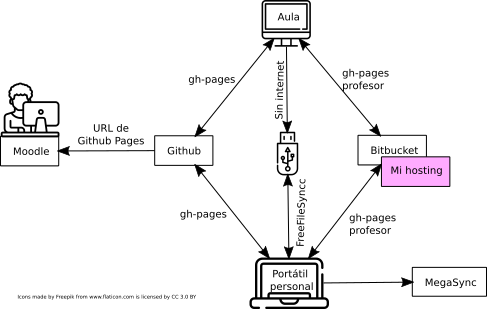 Aula
gh-pages
Sin internet
gh-pages
profesor
URL de
Github Pages
Moodle
Github
Bitbucket
Mi hosting
gh-pages
FreeFileSyncc
gh-pages
profesor
Portátil
personal
MegaSync
Icons made by Freepik from www.flaticon.com is licensed by CC 3.0 BY